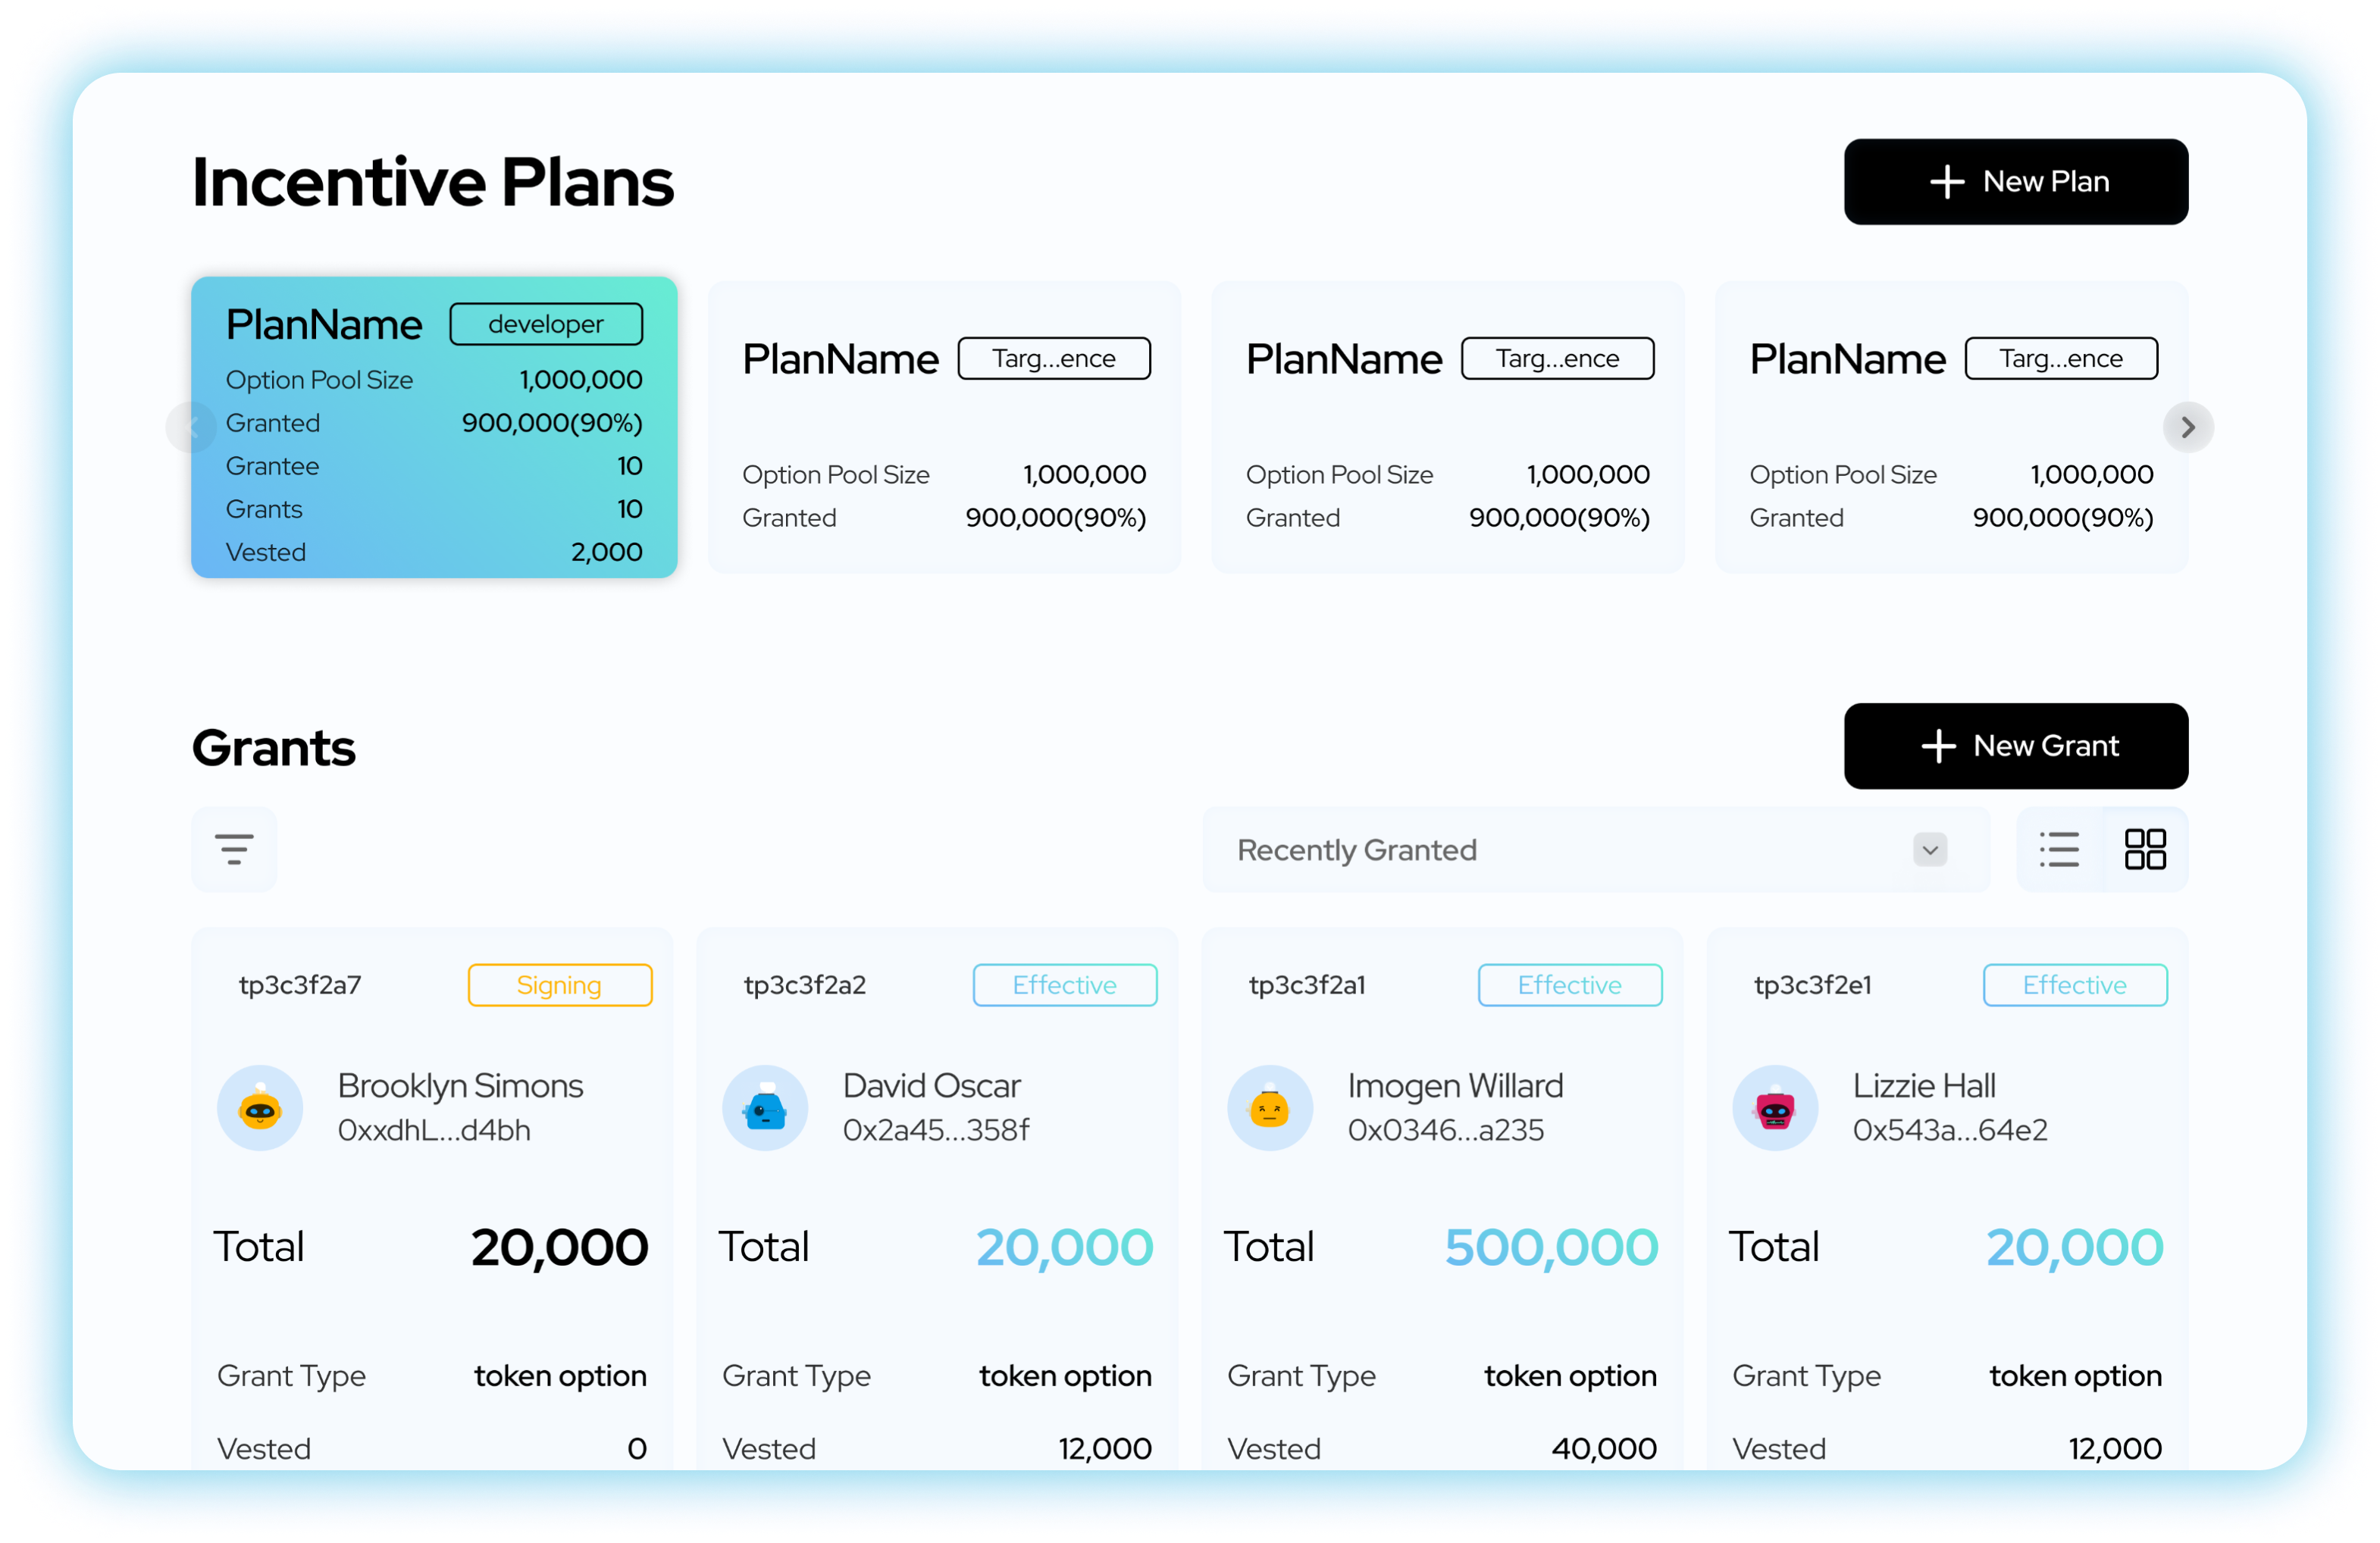 Incentive Plans
New Plan
PlanName developer
Option Pool Size 1,000,000
Granted 900,000(90%)
Grantee 10
Grants 10
Vested 2,000
PlanName Targ...ence
Option Pool Size 1,000,000
Granted 900,000(90%)
PlanName Targ...ence
Option Pool Size 1,000,000
Granted 900,000(90%)
PlanName Targ...ence
Option Pool Size 1,000,000
Granted 900,000(90%)
Grants
New Grant
Recently Granted
tp3c3f2a7 Signing
Brooklyn Simons
0xxdhL...d4bh
Total 20,000
Grant Type token option
Vested 0
tp3c3f2a2 Effective
David Oscar
0x2a45...358f
Total 20,000
Grant Type token option
Vested 12,000
tp3c3f2a1 Effective
Imogen Willard
0x0346...a235
Total 500,000
Grant Type token option
Vested 40,000
tp3c3f2e1 Effective
Lizzie Hall
0x543a...64e2
Total 20,000
Grant Type token option
Vested 12,000